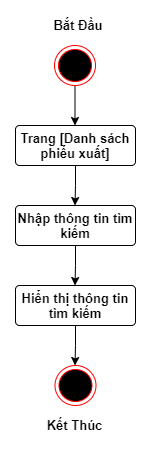 Bắt Đầu
Trang [Danh sách
phiếu xuất]
Nhập thông tin tìm
kiếm
Hiển thị thông tin
tìm kiếm
Kết Thúc